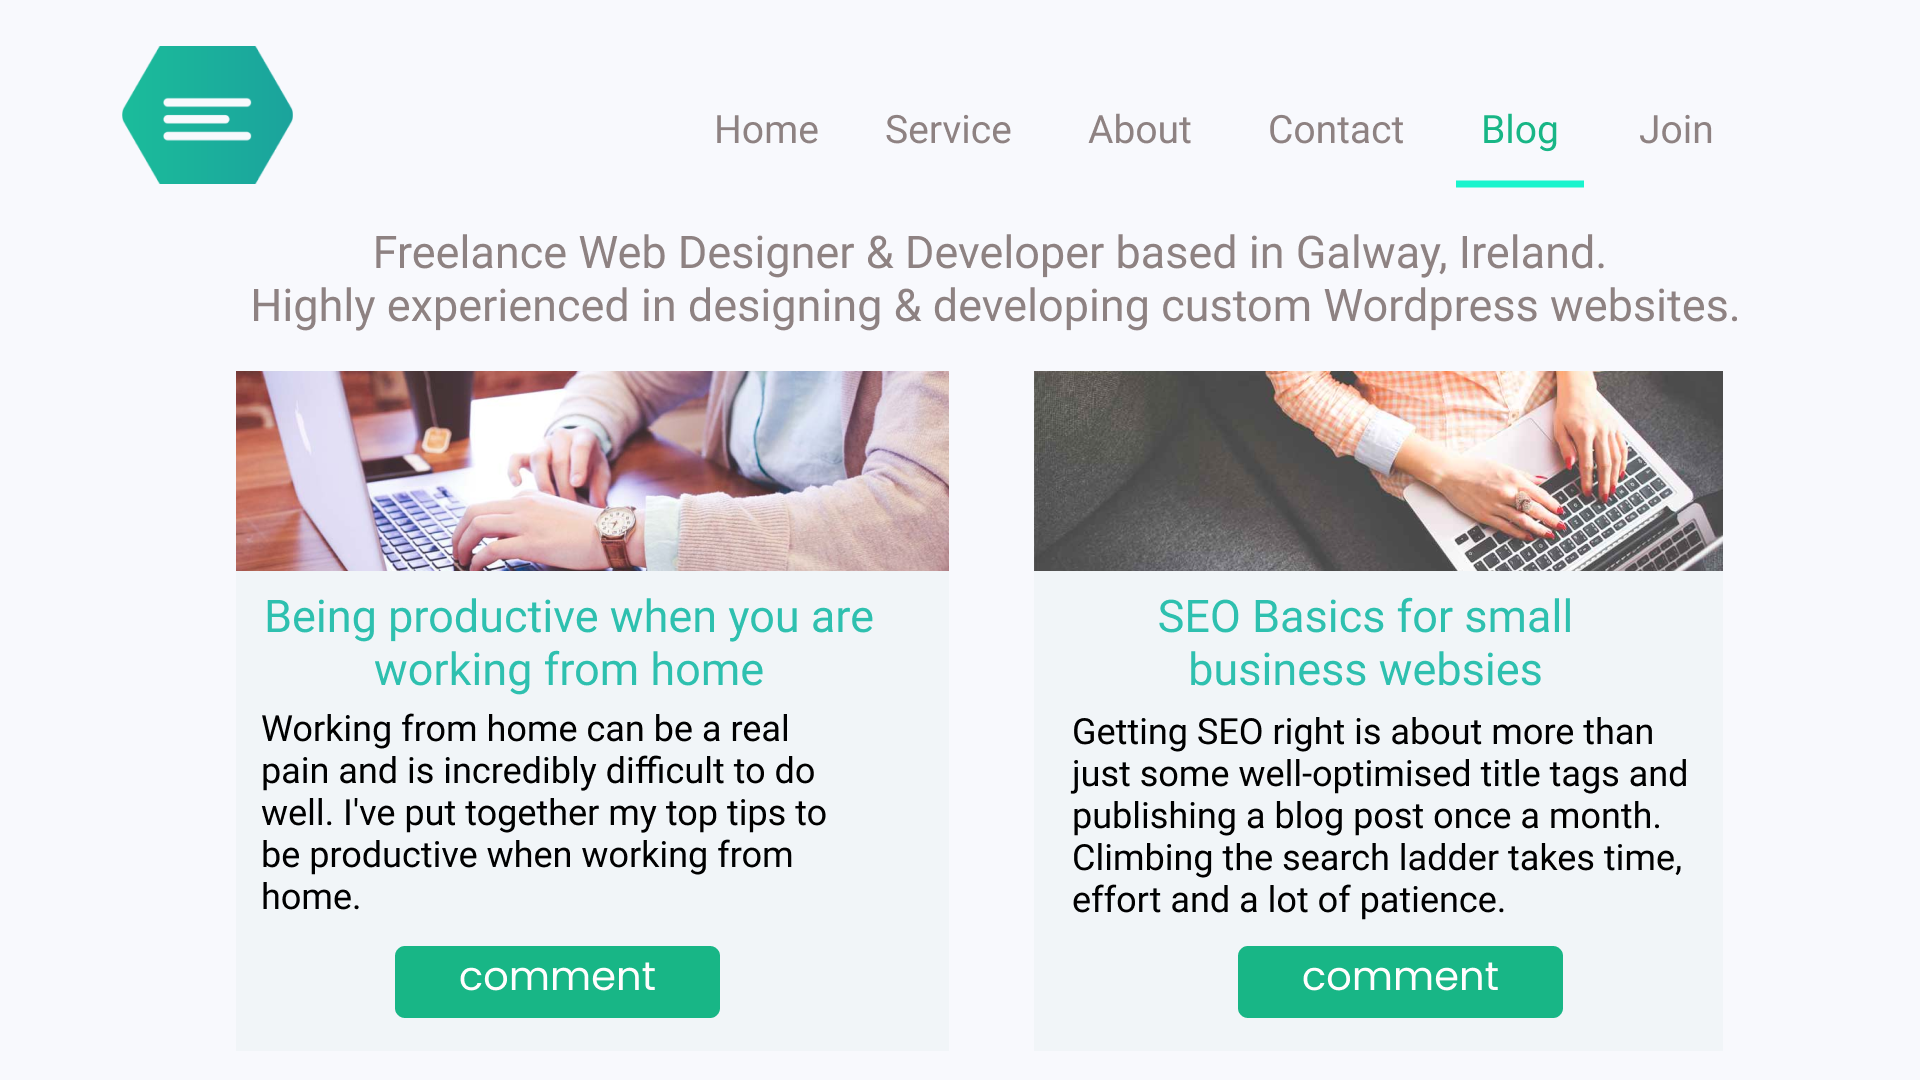 Home Service About Contact Blog Join
Freelance Web Designer & Developer based in Galway, Ireland.
Highly experienced in designing & developing custom Wordpress websites.
Being productive when you are
working from home
Working from home can be a real
pain and is incredibly difficult to do
well. I've put together my top tips to
be productive when working from
home.
comment
SEO Basics for small
business websies
Getting SEO right is about more than
just some well-optimised title tags and
publishing a blog post once a month.
Climbing the search ladder takes time,
effort and a lot of patience.
comment